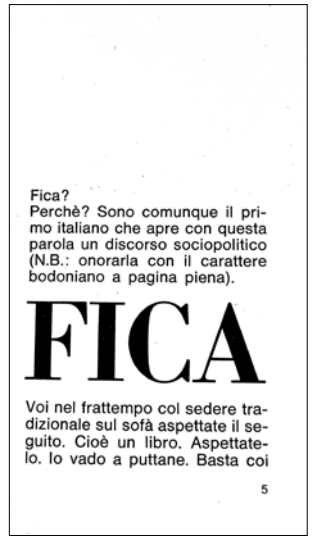 Fica?
Perchè? Sono comunque il pri-
mo italiano che apre con questa
parola un discorso sociopolitico
(N.B.: onorarla con il carattere
bodoniano a pagina piena).
FICA
Voi nel frattempo col sedere tra-
dizionale sul sofà aspettate il se-
guito. Cioè un libro. Aspettate-
lo. Io vado a puttane. Basta coi
5